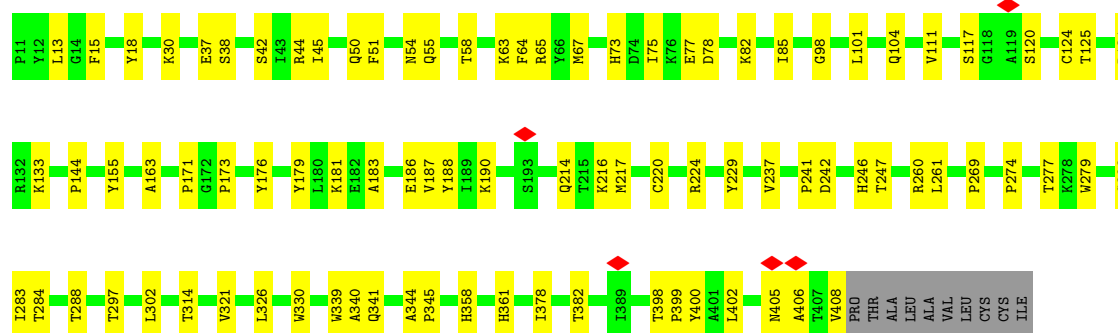 P11 Y12 L13 G14 F15 Y18 K30 E37 S38 S42 I43 R44 I45 Q50 F51 N54 Q55 T58 K63 F64 R65 Y66 M67 H73 D74 I75 K76 E77 D78 K82 I85 G98 L101 Q104 V111 S117 G118 A119 S120 C124 T125
R132 K133 P144 Y155 A163 P171 G172 P173 Y176 Y179 L180 K181 E182 A183 E186 V187 Y188 I189 K190 S193 Q214 T215 K216 M217 C220 R224 Y229 V237 P241 D242 H246 T247 R260 L261 P269 P274 T277 K278 W279
I283 T284 T288 T297 L302 T314 V321 L326 W330 W339 A340 Q341 A344 P345 H358 H361 I378 T382 I389 T398 P399 Y400 A401 L402 N405 A406 T407 V408 PRO THR ALA LEU ALA VAL LEU CYS CYS ILE